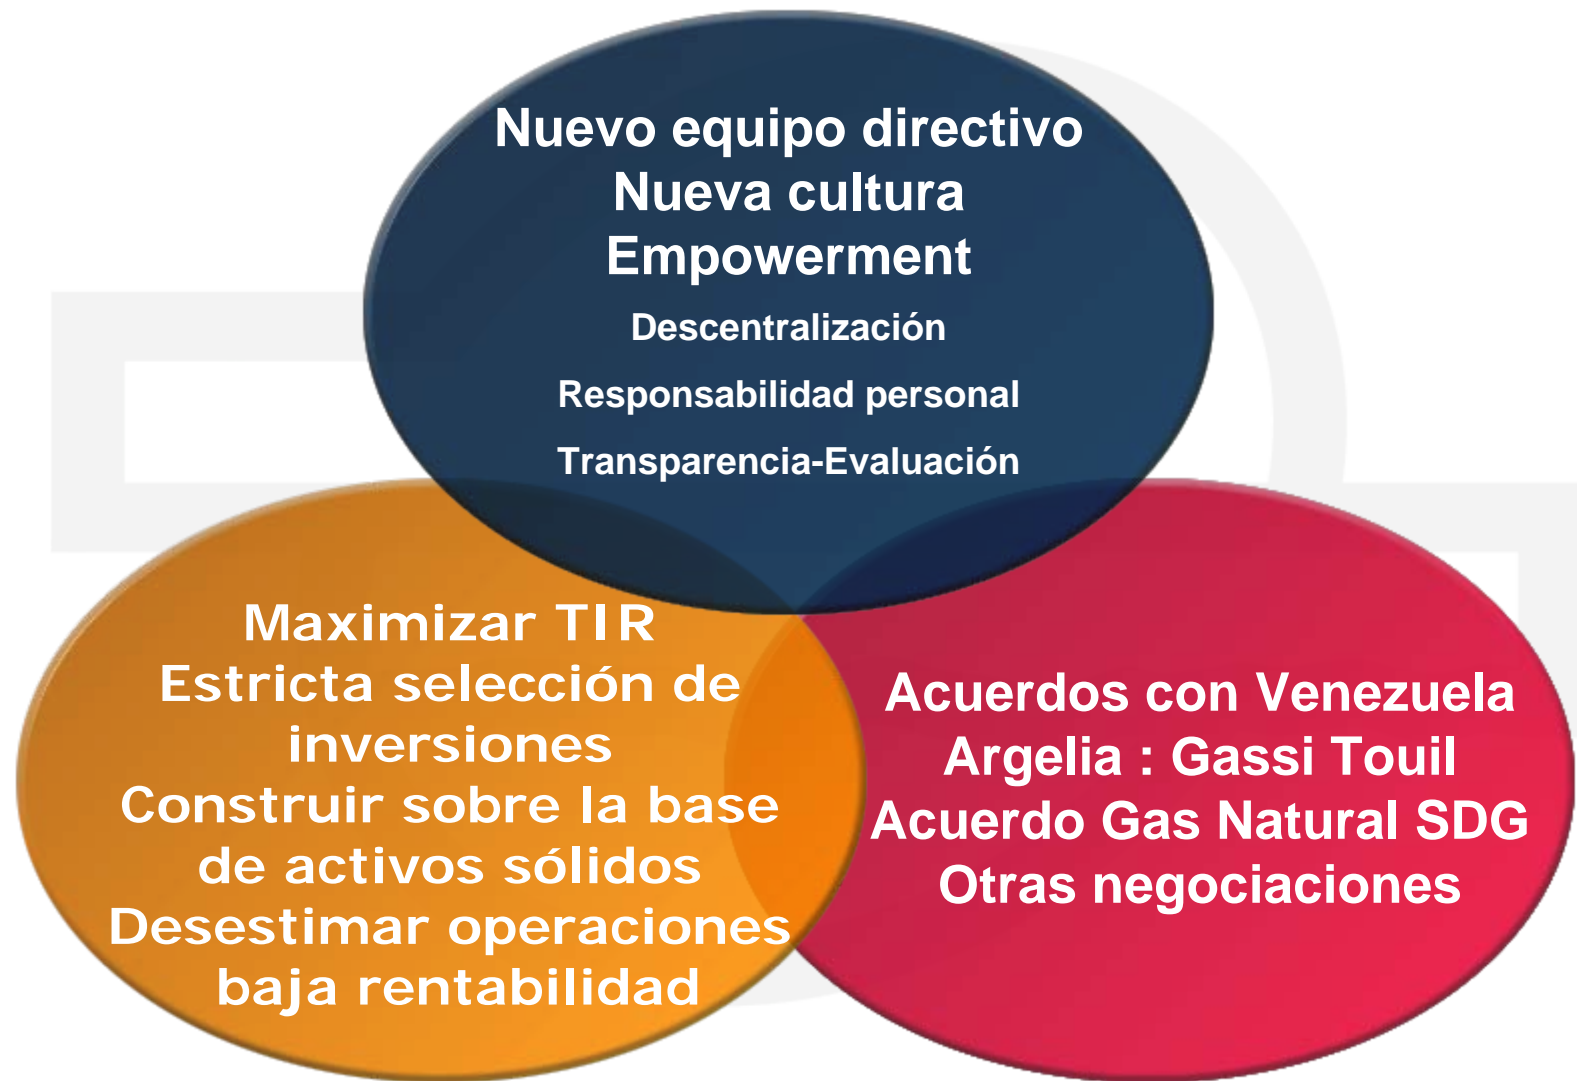 Nuevo equipo directivo
Nueva cultura
Empowerment
Descentralización
Responsabilidad personal
Transparencia-Evaluación
Maximizar TIR
Estricta selección de
inversiones
Construir sobre la base
de activos sólidos
Desestimar operaciones
baja rentabilidad
Acuerdos con Venezuela
Argelia : Gassi Touil
Acuerdo Gas Natural SDG
Otras negociaciones